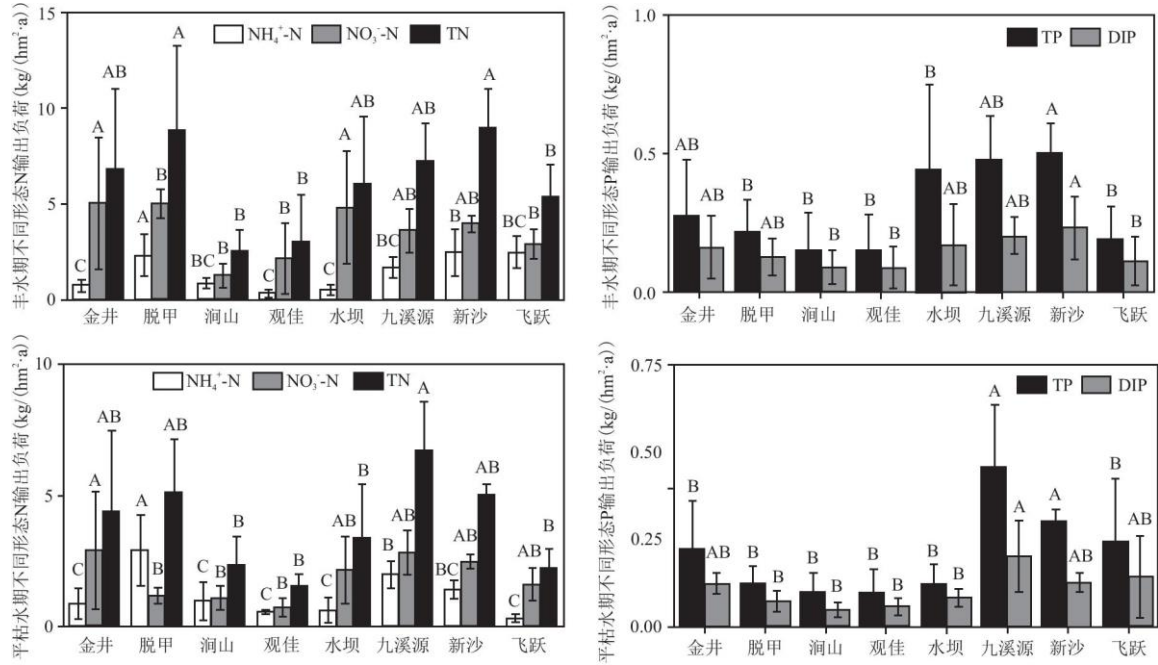 丰水期不同形态N输出负荷(kg/(hm²·a))
15
10
5
0
NH₄⁺-N NO₃⁻-N TN
C A AB
A B A
BC B B
C B B
C A AB
BC AB AB
B AB A
BC B B
金井 脱甲 涧山 观佳 水坝 九溪源 新沙 飞跃
丰水期不同形态P输出负荷(kg/(hm²·a))
1.0
0.5
0.0
TP DIP
AB AB
B AB
B B
B B
B AB
AB AB
A A
B B
金井 脱甲 涧山 观佳 水坝 九溪源 新沙 飞跃
平枯水期不同形态N输出负荷(kg/(hm²·a))
10
5
0
NH₄⁺-N NO₃⁻-N TN
C A AB
A B AB
C B B
C B B
C AB B
B AB A
BC AB AB
C AB B
金井 脱甲 涧山 观佳 水坝 九溪源 新沙 飞跃
平枯水期不同形态P输出负荷(kg/(hm²·a))
0.75
0.50
0.25
0.00
TP DIP
B AB
B B
B B
B B
B B
A A
A AB
B AB
金井 脱甲 涧山 观佳 水坝 九溪源 新沙 飞跃